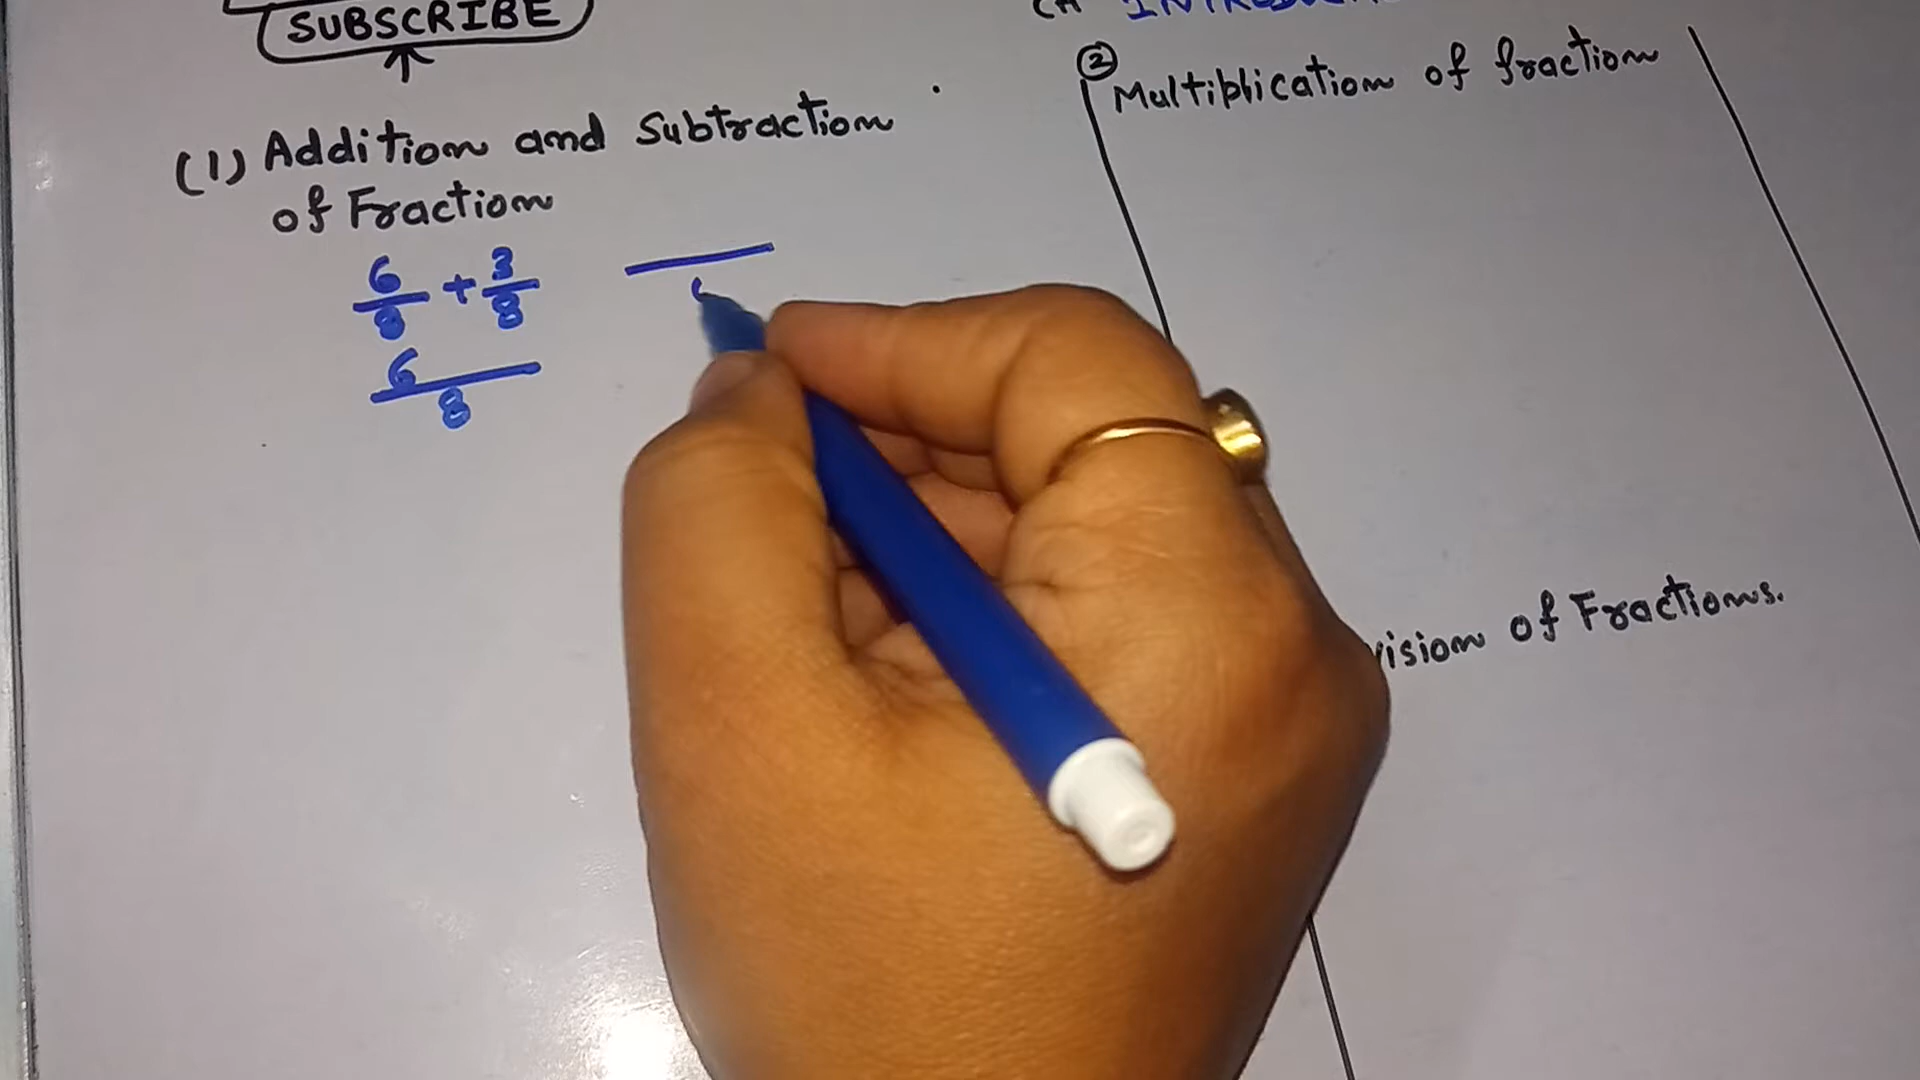 SUBSCRIBE
(1) Addition and Subtraction
of Fraction
6/8 + 3/8
6/8
②
Multiplication of fraction
of Fractions.